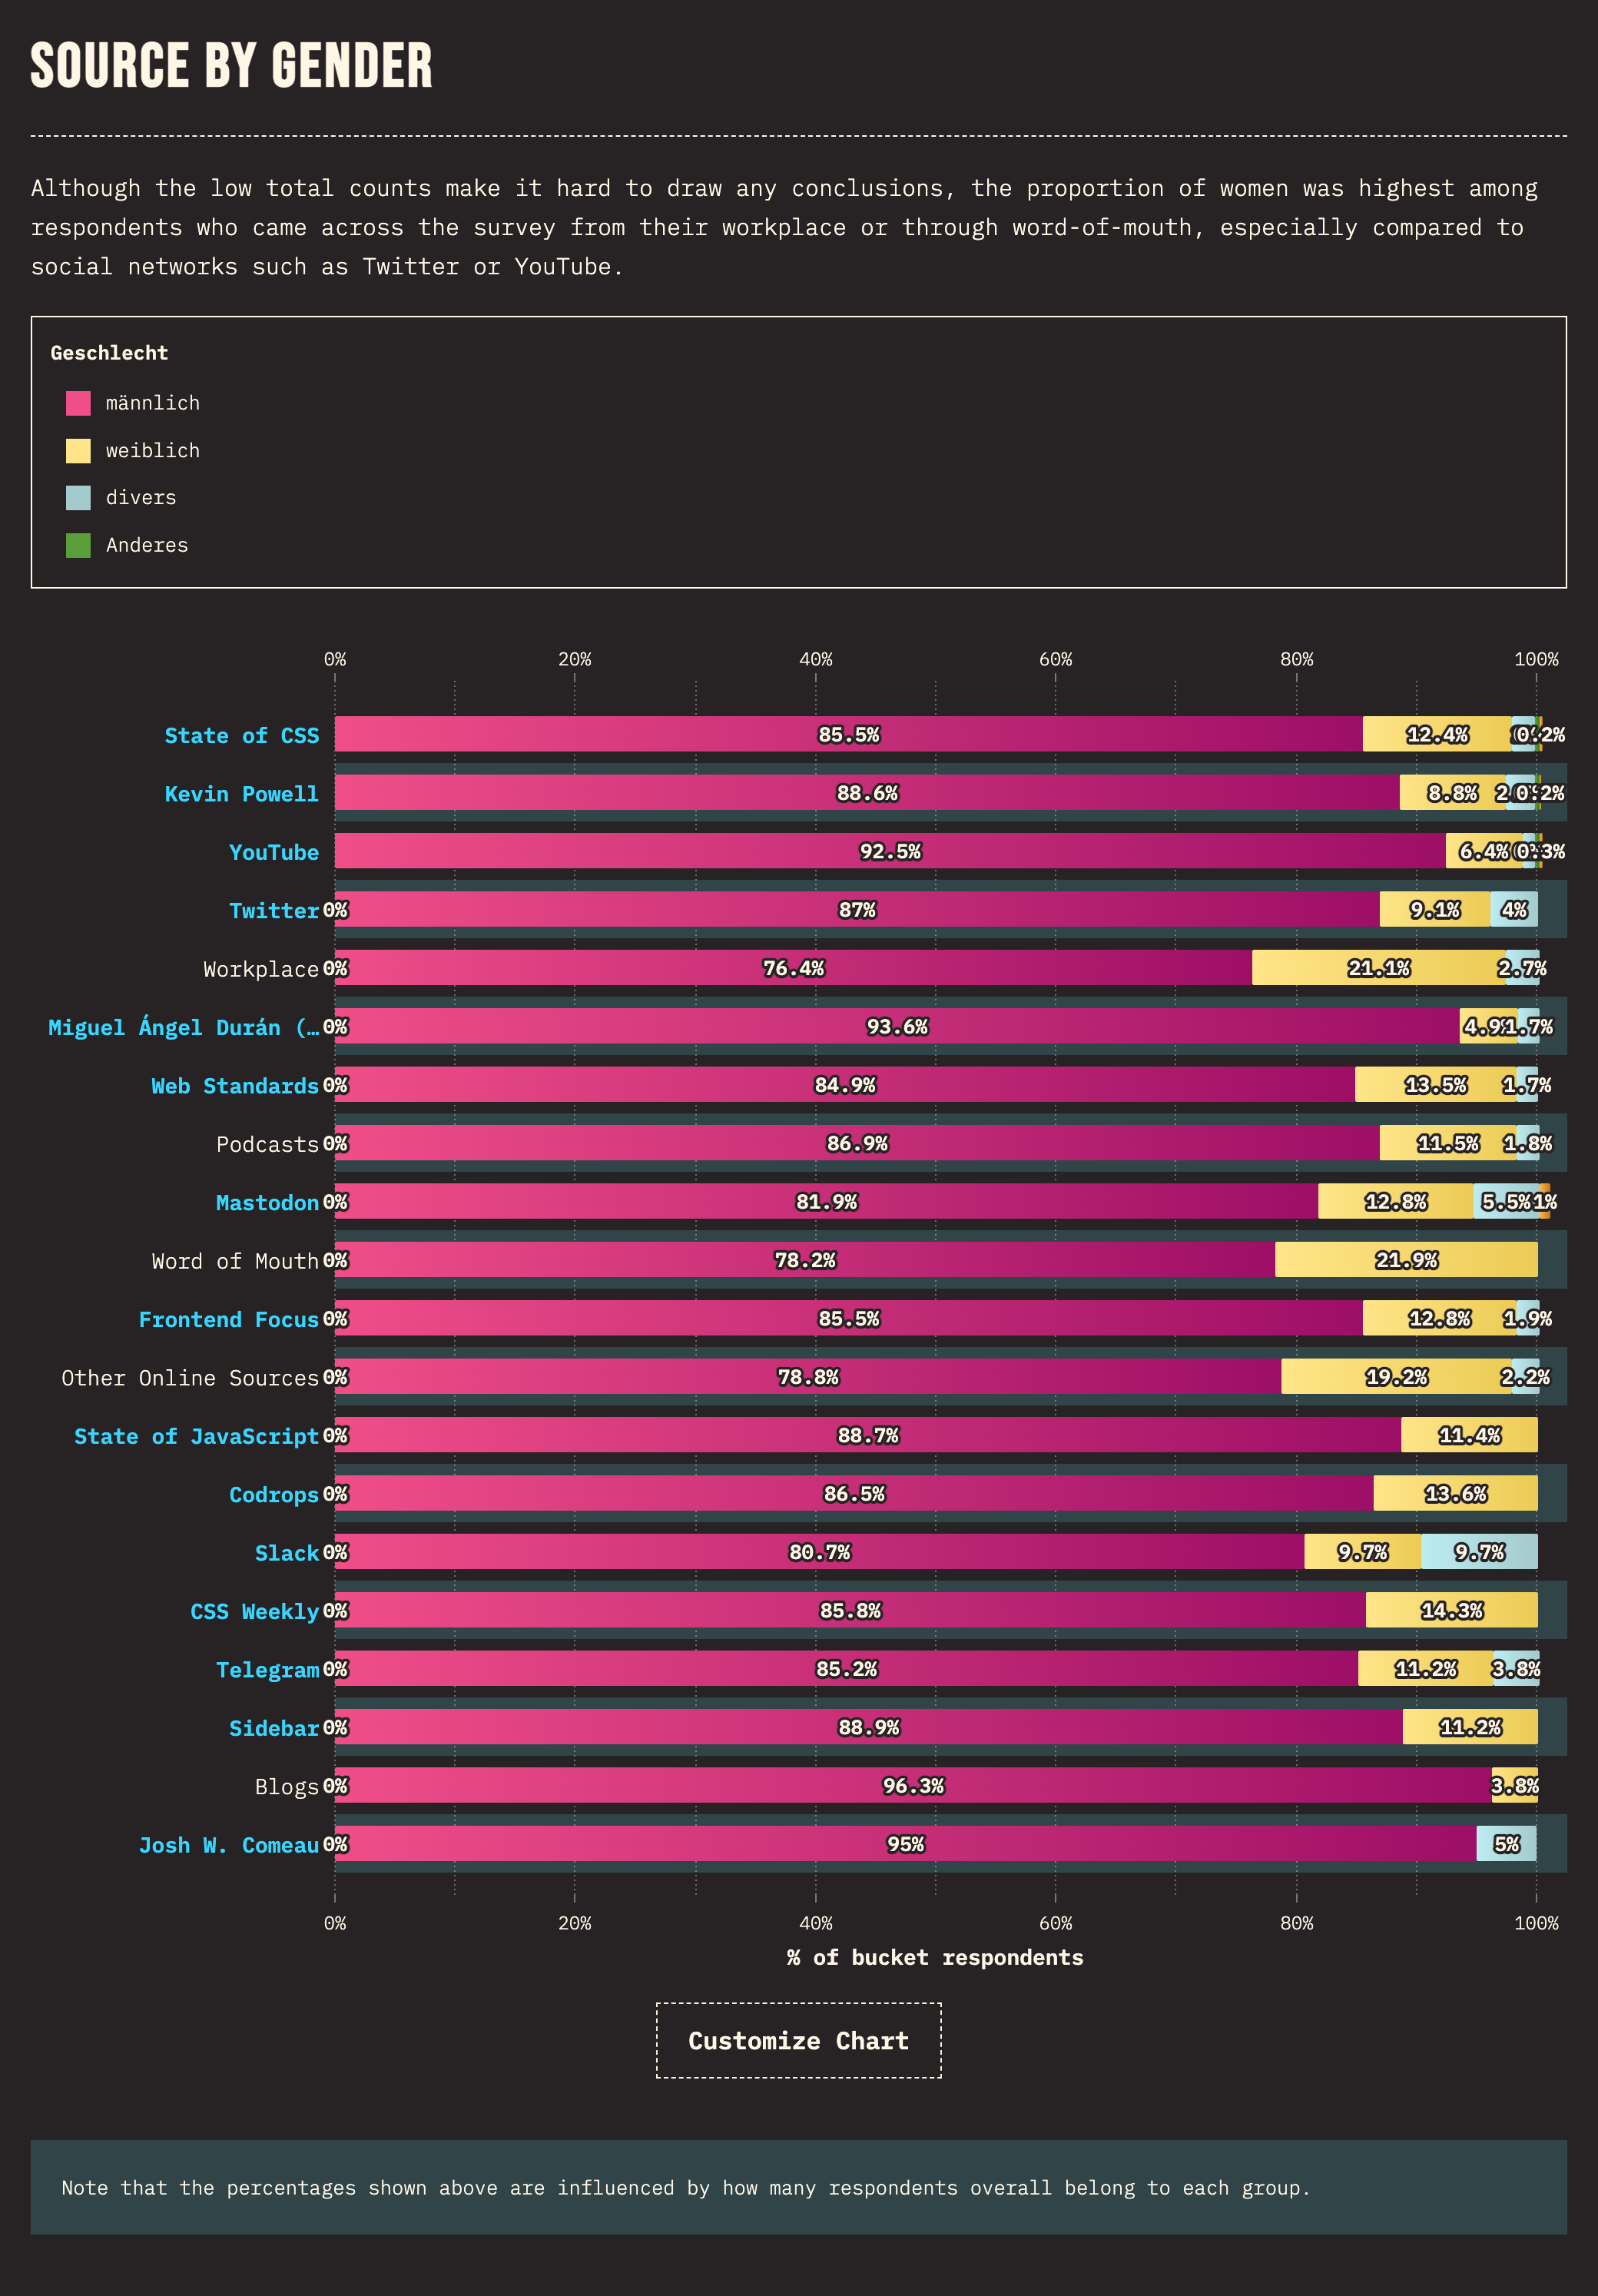 SOURCE BY GENDER
Although the low total counts make it hard to draw any conclusions, the proportion of women was highest among
respondents who came across the survey from their workplace or through word-of-mouth, especially compared to
social networks such as Twitter or YouTube.
Geschlecht
männlich
weiblich
divers
Anderes
0% 20% 40% 60% 80% 100%
State of CSS 85.5% 12.4% 0.2%
Kevin Powell 88.6% 8.8% 0.2%
YouTube 92.5% 6.4% 0.3%
Twitter 0% 87% 9.1% 4%
Workplace 0% 76.4% 21.1% 2.7%
Miguel Ángel Durán (… 0% 93.6% 4.9% 1.7%
Web Standards 0% 84.9% 13.5% 1.7%
Podcasts 0% 86.9% 11.5% 1.8%
Mastodon 0% 81.9% 12.8% 5.5% 1%
Word of Mouth 0% 78.2% 21.9%
Frontend Focus 0% 85.5% 12.8% 1.9%
Other Online Sources 0% 78.8% 19.2% 2.2%
State of JavaScript 0% 88.7% 11.4%
Codrops 0% 86.5% 13.6%
Slack 0% 80.7% 9.7% 9.7%
CSS Weekly 0% 85.8% 14.3%
Telegram 0% 85.2% 11.2% 3.8%
Sidebar 0% 88.9% 11.2%
Blogs 0% 96.3% 3.8%
Josh W. Comeau 0% 95% 5%
0% 20% 40% 60% 80% 100%
% of bucket respondents
Customize Chart
Note that the percentages shown above are influenced by how many respondents overall belong to each group.